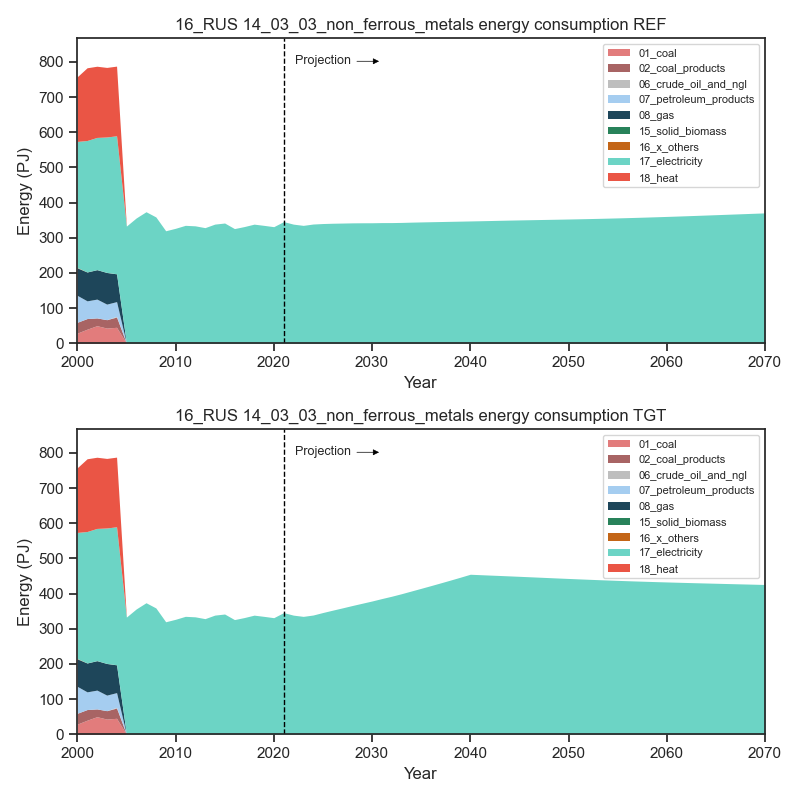 16_RUS 14_03_03_non_ferrous_metals energy consumption REF
Projection
01_coal
02_coal_products
06_crude_oil_and_ngl
07_petroleum_products
08_gas
15_solid_biomass
16_x_others
17_electricity
18_heat
Energy (PJ)
800
700
600
500
400
300
200
100
0
2000 2010 2020 2030 2040 2050 2060 2070
Year
16_RUS 14_03_03_non_ferrous_metals energy consumption TGT
Projection
01_coal
02_coal_products
06_crude_oil_and_ngl
07_petroleum_products
08_gas
15_solid_biomass
16_x_others
17_electricity
18_heat
Energy (PJ)
800
700
600
500
400
300
200
100
0
2000 2010 2020 2030 2040 2050 2060 2070
Year